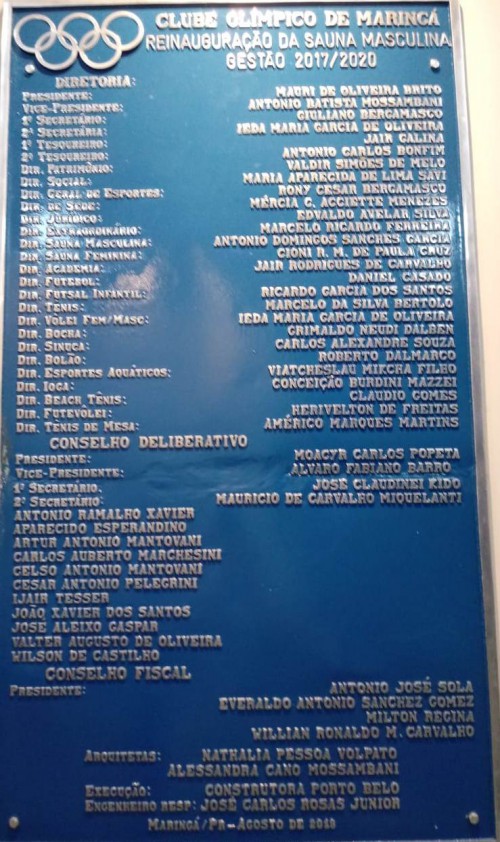 CLUBE OLÍMPICO DE MARINGÁ
REINAUGURAÇÃO DA SAUNA MASCULINA
GESTÃO 2017/2020
DIRETORIA:
PRESIDENTE: MAURI DE OLIVEIRA BRITO
VICE-PRESIDENTE: ANTONIO BATISTA MOSSAMBANI
1º SECRETÁRIO: GIULIANO BERGAMASCO
2ª SECRETÁRIA: IEDA MARIA GARCIA DE OLIVEIRA
1º TESOUREIRO: JAIR GALINA
2º TESOUREIRO: ANTONIO CARLOS BONFIM
DIR. PATRIMÔNIO: VALDIR SIMÕES DE MELO
DIR. SOCIAL: MARIA APARECIDA DE LIMA SAVI
DIR. GERAL DE ESPORTES: RONY CESAR BERGAMASCO
DIR. DE SEDE: MÉRCIA G. ACCIETTE MENEZES
DIR. JURÍDICO: EDVALDO AVELAR SILVA
DIR. EXTRAORDINÁRIO: MARCELO RICARDO FERREIRA
DIR. SAUNA MASCULINA: ANTONIO DOMINGOS SANCHES GARCIA
DIR. SAUNA FEMININA: CIONI R. M. DE PAULA CRUZ
DIR. ACADEMIA: JAIR RODRIGUES DE CARVALHO
DIR. FUTEBOL: DANIEL CASADO
DIR. FUTSAL INFANTIL: RICARDO GARCIA DOS SANTOS
DIR. TÊNIS: MARCELO DA SILVA BERTOLO
DIR. VOLEI FEM/MASC: IEDA MARIA GARCIA DE OLIVEIRA
DIR. BOCHA: GRIMALDO NEUDI DALBEN
DIR. SINUCA: CARLOS ALEXANDRE SOUZA
DIR. BOLÃO: ROBERTO DALMARCO
DIR. ESPORTES AQUÁTICOS: VIATCHESLAU MIKCHA FILHO
DIR. IOGA: CONCEIÇÃO BURDINI MAZZEI
DIR. BEACH TÊNIS: CLAUDIO GOMES
DIR. FUTEVOLEI: HERIVELTON DE FREITAS
DIR. TÊNIS DE MESA: AMÉRICO MARQUES MARTINS
CONSELHO DELIBERATIVO
PRESIDENTE: MOACYR CARLOS POPETA
VICE-PRESIDENTE: ALVARO FABIANO BARRO
1º SECRETÁRIO. JOSÉ CLAUDINEI KIDO
2º SECRETÁRIO: MAURICIO DE CARVALHO MIQUELANTI
ANTONIO RAMALHO XAVIER
APARECIDO ESPERANDINO
ARTUR ANTONIO MANTOVANI
CARLOS AUBERTO MARCHESINI
CELSO ANTONIO MANTOVANI
CESAR ANTONIO PELEGRINI
IJAIR TESSER
JOÃO XAVIER DOS SANTOS
JOSÉ ALEIXO GASPAR
VALTER AUGUSTO DE OLIVEIRA
WILSON DE CASTILHO
CONSELHO FISCAL
PRESIDENTE: ANTONIO JOSÉ SOLA
EVERALDO ANTONIO SANCHEZ GOMEZ
MILTON REGINA
WILLIAN RONALDO M. CARVALHO
ARQUITETAS: NATHALIA PESSOA VOLPATO
ALESSANDRA CANO MOSSAMBANI
EXECUÇÃO: CONSTRUTORA PORTO BELO
ENGENHEIRO RESP: JOSÉ CARLOS ROSAS JUNIOR
MARINGÁ/PR-AGOSTO DE 2018